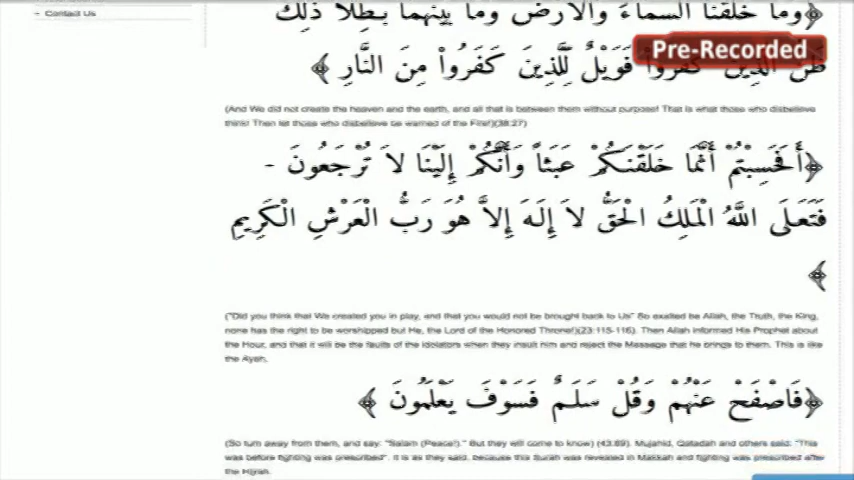 - Contact Us
﴿وَمَا خَلَقْنَا السَّمَاءَ وَالْأَرْضَ وَمَا بَيْنَهُمَا بَـطِلاً ذَلِكَ
Pre-Recorded
ظَنُّ الَّذِينَ كَفَرُواْ فَوَيْلٌ لِّلَّذِينَ كَفَرُواْ مِنَ النَّارِ ﴾
(And We did not create the heaven and the earth, and all that is between them without purpose! That is what those who disbelieve
think! Then let those who disbelieve be warned of the Fire!)(38:27)
﴿أَفَحَسِبْتُمْ أَنَّمَا خَلَقْنَـكُمْ عَبَثاً وَأَنَّكُمْ إِلَيْنَا لاَ تُرْجَعُونَ -
فَتَعَـلَى اللَّهُ الْمَلِكُ الْحَقُّ لاَ إِلَـهَ إِلاَّ هُوَ رَبُّ الْعَرْشِ الْكَرِيمِ
﴾
("Did you think that We created you in play, and that you would not be brought back to Us" So exalted be Allah, the Truth, the King,
none has the right to be worshipped but He, the Lord of the Honored Throne!)(23:115-116). Then Allah informed His Prophet about
the Hour, and that it will be the faults of the idolators when they insult him and reject the Message that he brings to them. This is like
the Ayah,
﴿فَاصْفَحْ عَنْهُمْ وَقُلْ سَلَـمٌ فَسَوْفَ يَعْلَمُونَ ﴾
(So turn away from them, and say: "Salam (Peace!)." But they will come to know) (43:89). Mujahid, Qatadah and others said: "This
was before fighting was prescribed". It is as they said, because this Surah was revealed in Makkah and fighting was prescribed after
the Hijrah.